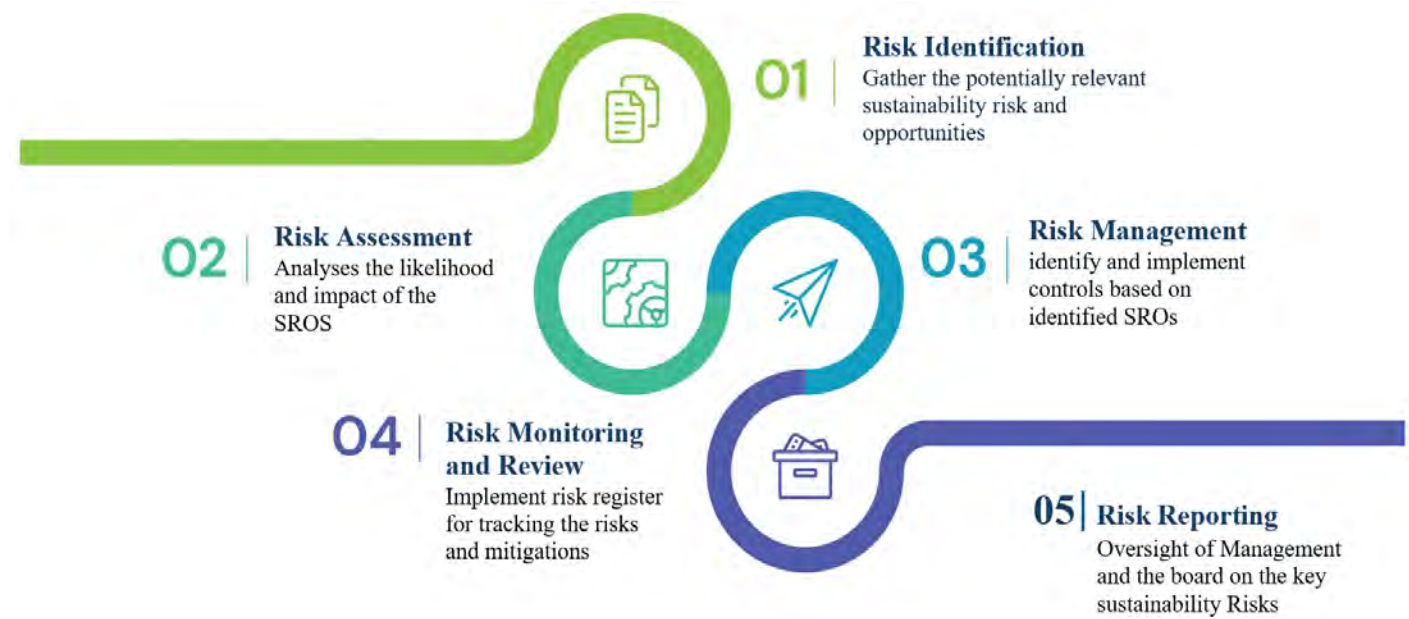 01
Risk Identification
Gather the potentially relevant
sustainability risk and
opportunities
02
Risk Assessment
Analyses the likelihood
and impact of the
SROS
03
Risk Management
identify and implement
controls based on
identified SROs
04
Risk Monitoring
and Review
Implement risk register
for tracking the risks
and mitigations
05
Risk Reporting
Oversight of Management
and the board on the key
sustainability Risks